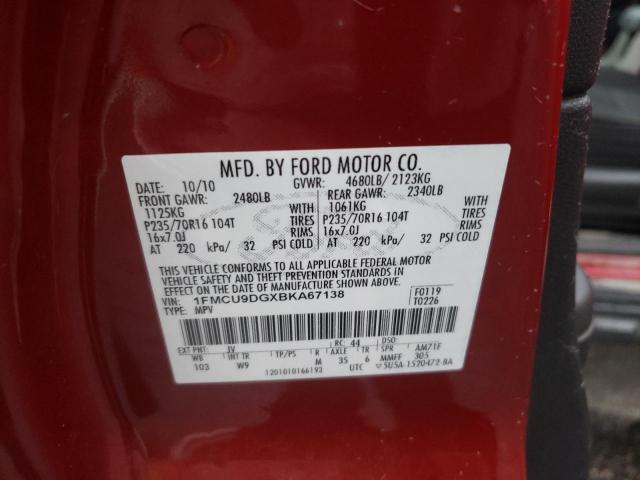 MFD. BY FORD MOTOR CO.
DATE: 10/10 GVWR: 4680LB/ 2123KG
FRONT GAWR: 2480LB REAR GAWR: 2340LB
1125KG WITH 1061KG WITH
P235/70R16 104T TIRES P235/70R16 104T TIRES
16x7.0J RIMS 16x7.0J RIMS
AT 220 kPa/ 32 PSI COLD AT 220 kPa/ 32 PSI COLD
THIS VEHICLE CONFORMS TO ALL APPLICABLE FEDERAL MOTOR
VEHICLE SAFETY AND THEFT PREVENTION STANDARDS IN
EFFECT ON THE DATE OF MANUFACTURE SHOWN ABOVE.
VIN: 1FMCU9DGXBKA67138 F0119
TYPE: MPV T0226
EXT PNT: JV RC: 44 DSO:
WB INT TR TP/PS R AXLE TR SPR AM71F
103 W9 M 35 6 MMFF 305
1201010166193 UTC 5U5A-1520472-BA